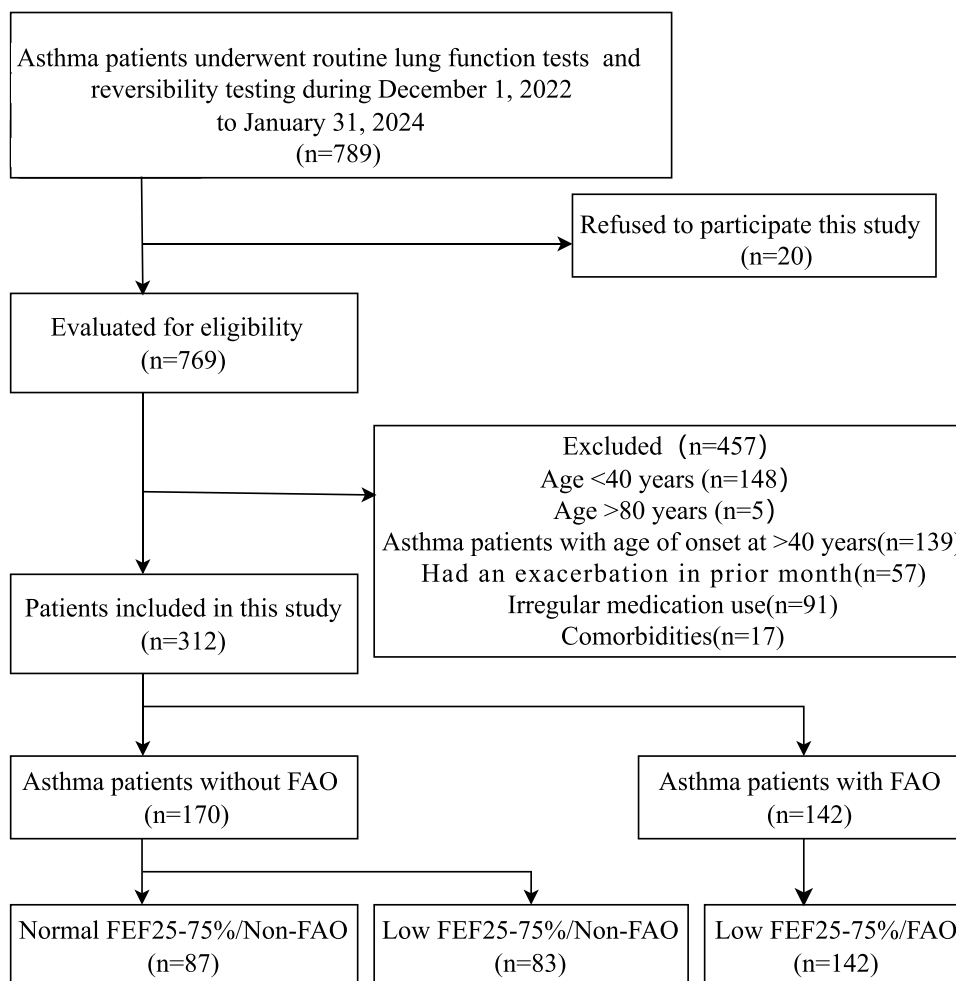 Asthma patients underwent routine lung function tests and
reversibility testing during December 1, 2022
to January 31, 2024
(n=789)
Refused to participate this study
(n=20)
Evaluated for eligibility
(n=769)
Excluded（n=457)
Age <40 years (n=148)
Age >80 years (n=5)
Asthma patients with age of onset at >40 years(n=139)
Had an exacerbation in prior month(n=57)
Irregular medication use(n=91)
Comorbidities(n=17)
Patients included in this study
(n=312)
Asthma patients without FAO
(n=170)
Asthma patients with FAO
(n=142)
Normal FEF25-75%/Non-FAO
(n=87)
Low FEF25-75%/Non-FAO
(n=83)
Low FEF25-75%/FAO
(n=142)